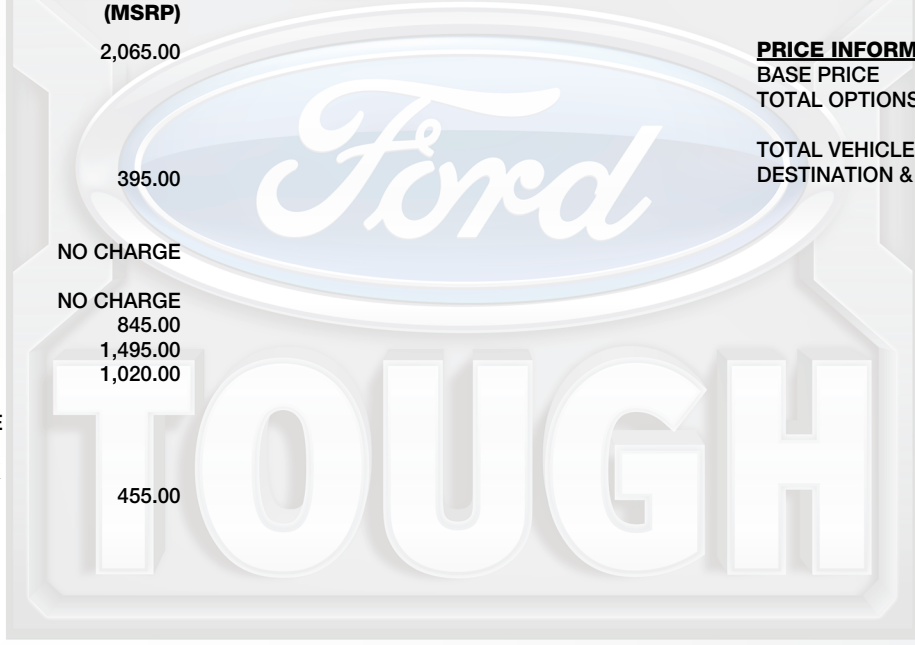 (MSRP)
2,065.00
395.00
NO CHARGE
NO CHARGE
845.00
1,495.00
1,020.00
455.00
PRICE INFORM
BASE PRICE
TOTAL OPTIONS
TOTAL VEHICLE
DESTINATION &
Ford
TOUGH